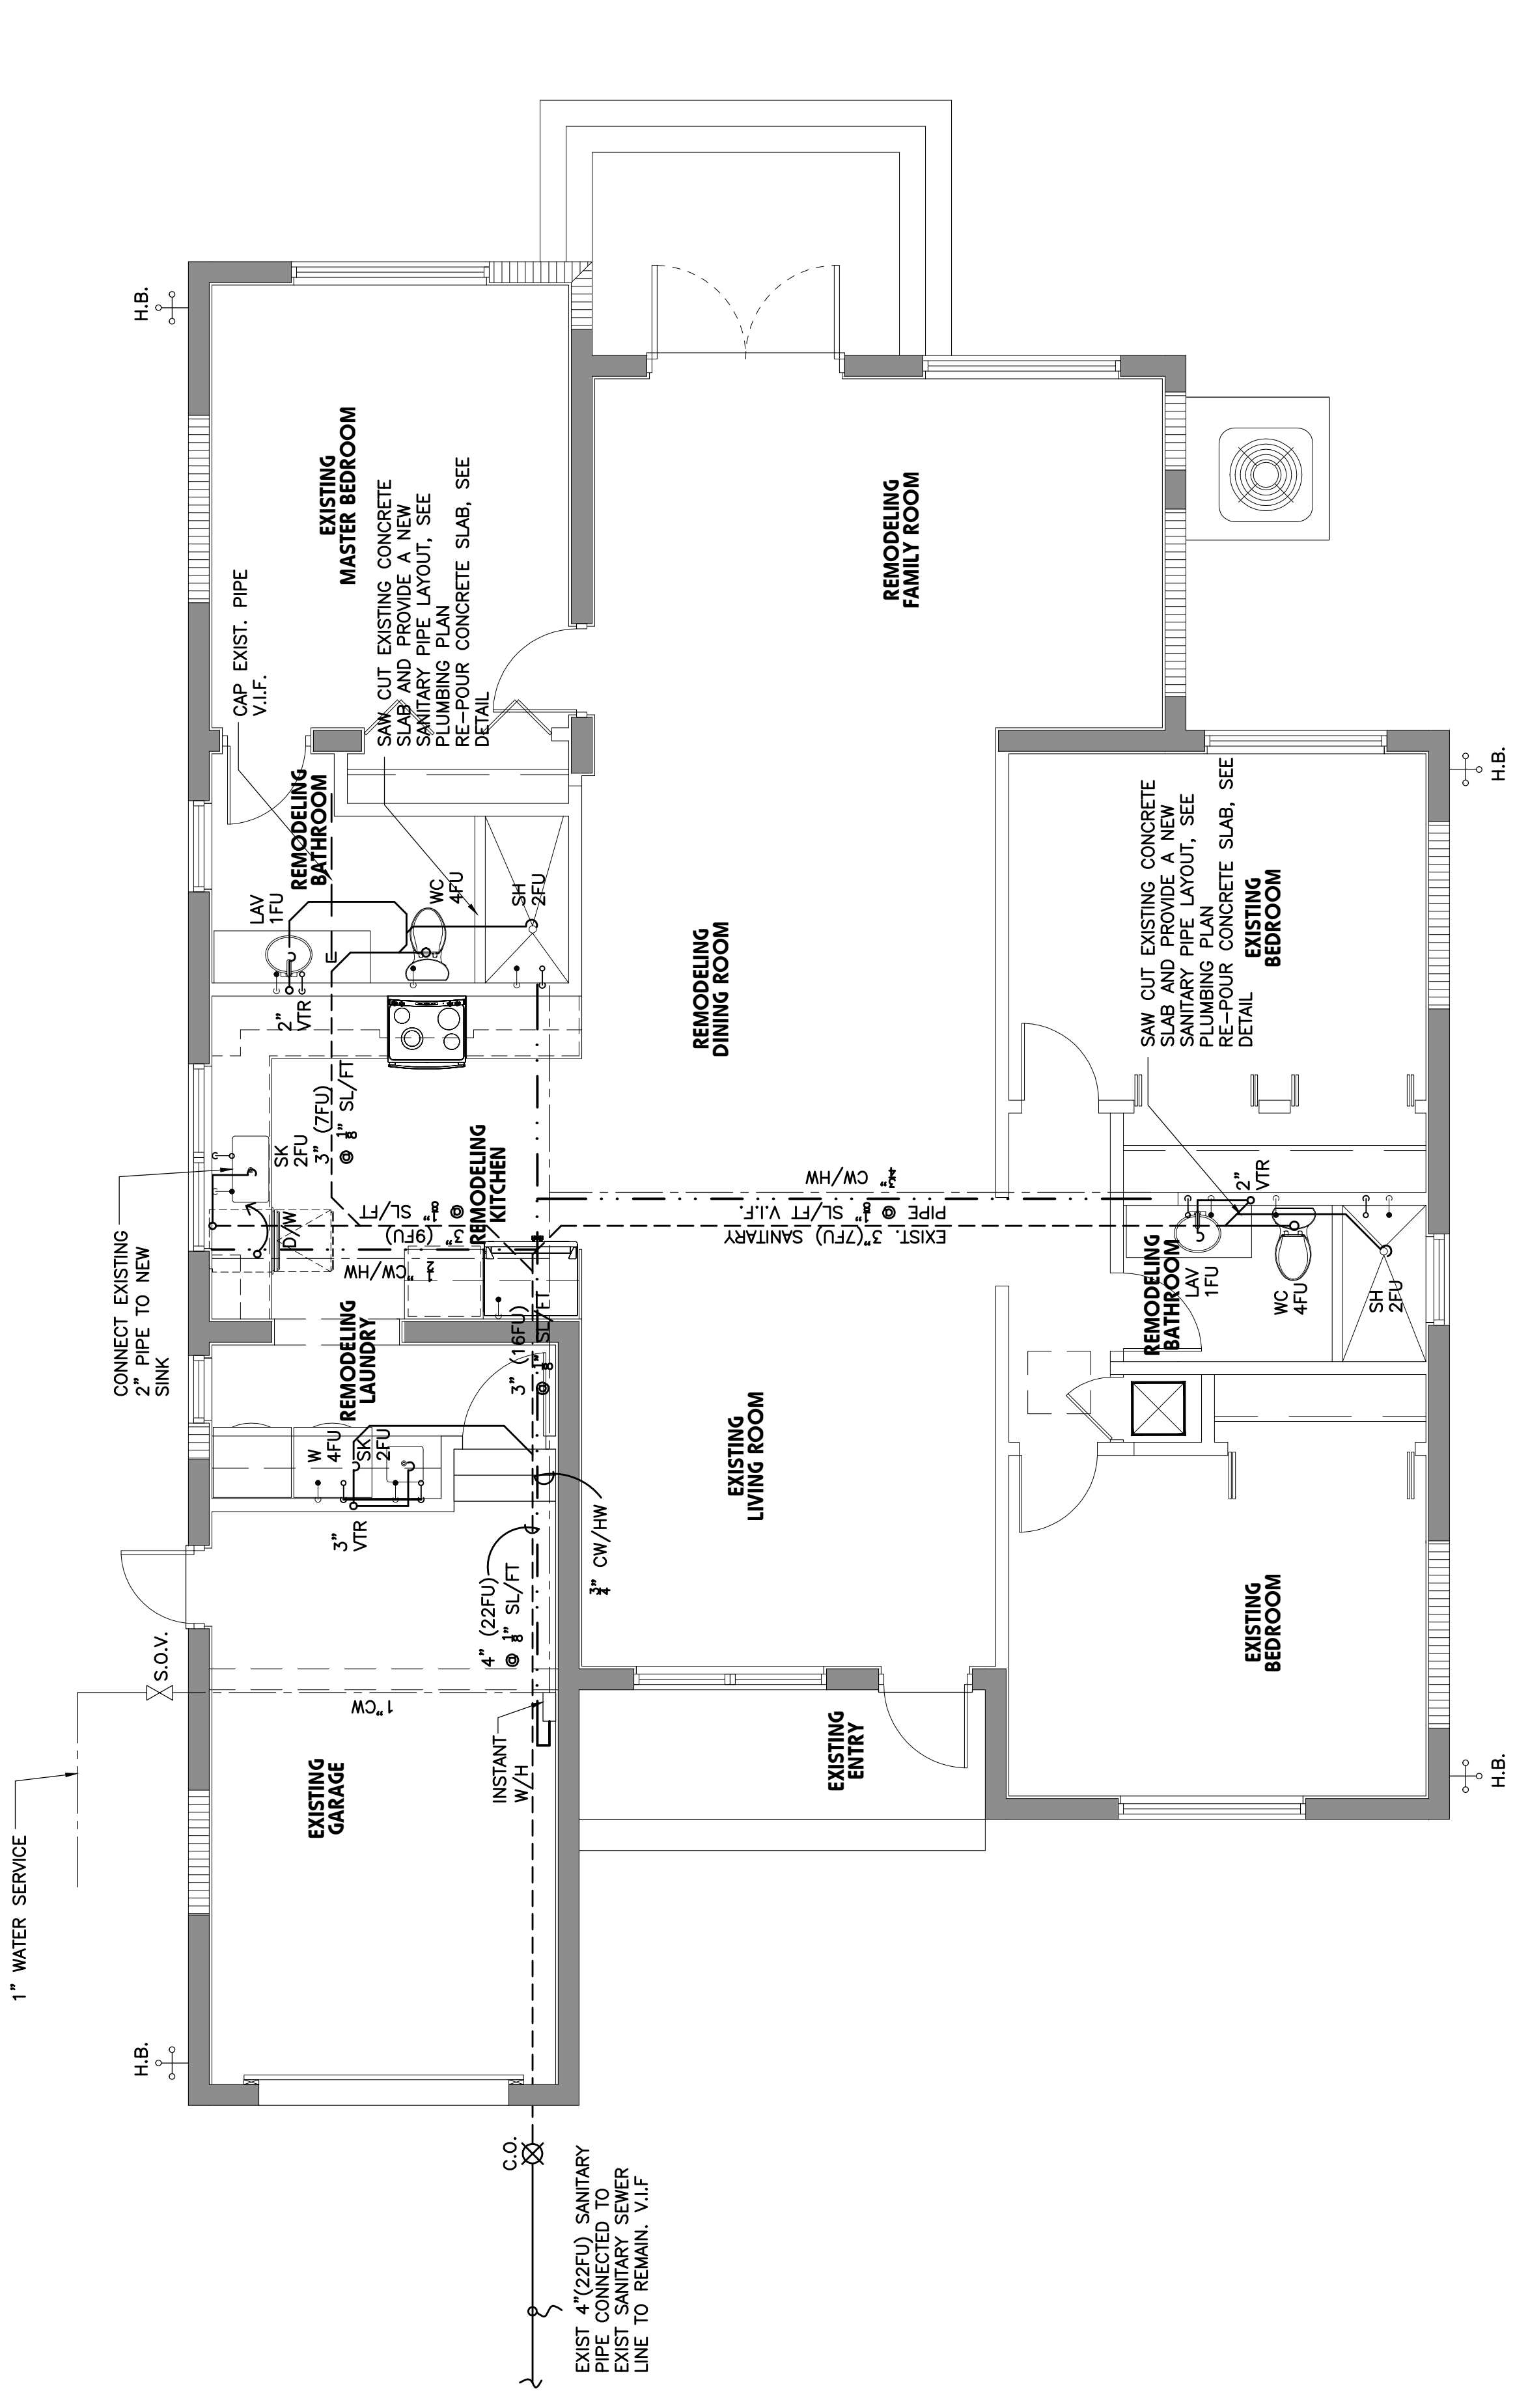 1" WATER SERVICE
H.B.
S.O.V.
CONNECT EXISTING
2" PIPE TO NEW
SINK
H.B.
CAP EXIST. PIPE
V.I.F.
EXISTING
MASTER BEDROOM
SAW CUT EXISTING CONCRETE
SLAB AND PROVIDE A NEW
SANITARY PIPE LAYOUT, SEE
PLUMBING PLAN
RE-POUR CONCRETE SLAB, SEE
DETAIL
REMODELING
BATHROOM
LAV
1FU
WC
4FU
SH
2FU
2"
VTR
SK
2FU
3" (7FU)
@ 1/8" SL/FT
D/W
REMODELING
KITCHEN
3" (9FU)
@ 1/8" SL/FT
1/2" CW/HW
REMODELING
LAUNDRY
W
4FU
SK
2FU
3"
VTR
3" (16FU)
@ 1/8" SL/FT
4" (22FU)
@ 1/8" SL/FT
3/4" CW/HW
1"CW
INSTANT
W/H
EXISTING
GARAGE
C.O.
EXIST 4"(22FU) SANITARY
PIPE CONNECTED TO
EXIST SANITARY SEWER
LINE TO REMAIN. V.I.F
REMODELING
FAMILY ROOM
REMODELING
DINING ROOM
3/4" CW/HW
EXIST. 3"(7FU) SANITARY
PIPE @ 1/8" SL/FT V.I.F.
EXISTING
LIVING ROOM
EXISTING
ENTRY
SAW CUT EXISTING CONCRETE
SLAB AND PROVIDE A NEW
SANITARY PIPE LAYOUT, SEE
PLUMBING PLAN
RE-POUR CONCRETE SLAB, SEE
DETAIL
EXISTING
BEDROOM
2"
VTR
REMODELING
BATHROOM
LAV
1FU
WC
4FU
SH
2FU
EXISTING
BEDROOM
H.B.
H.B.